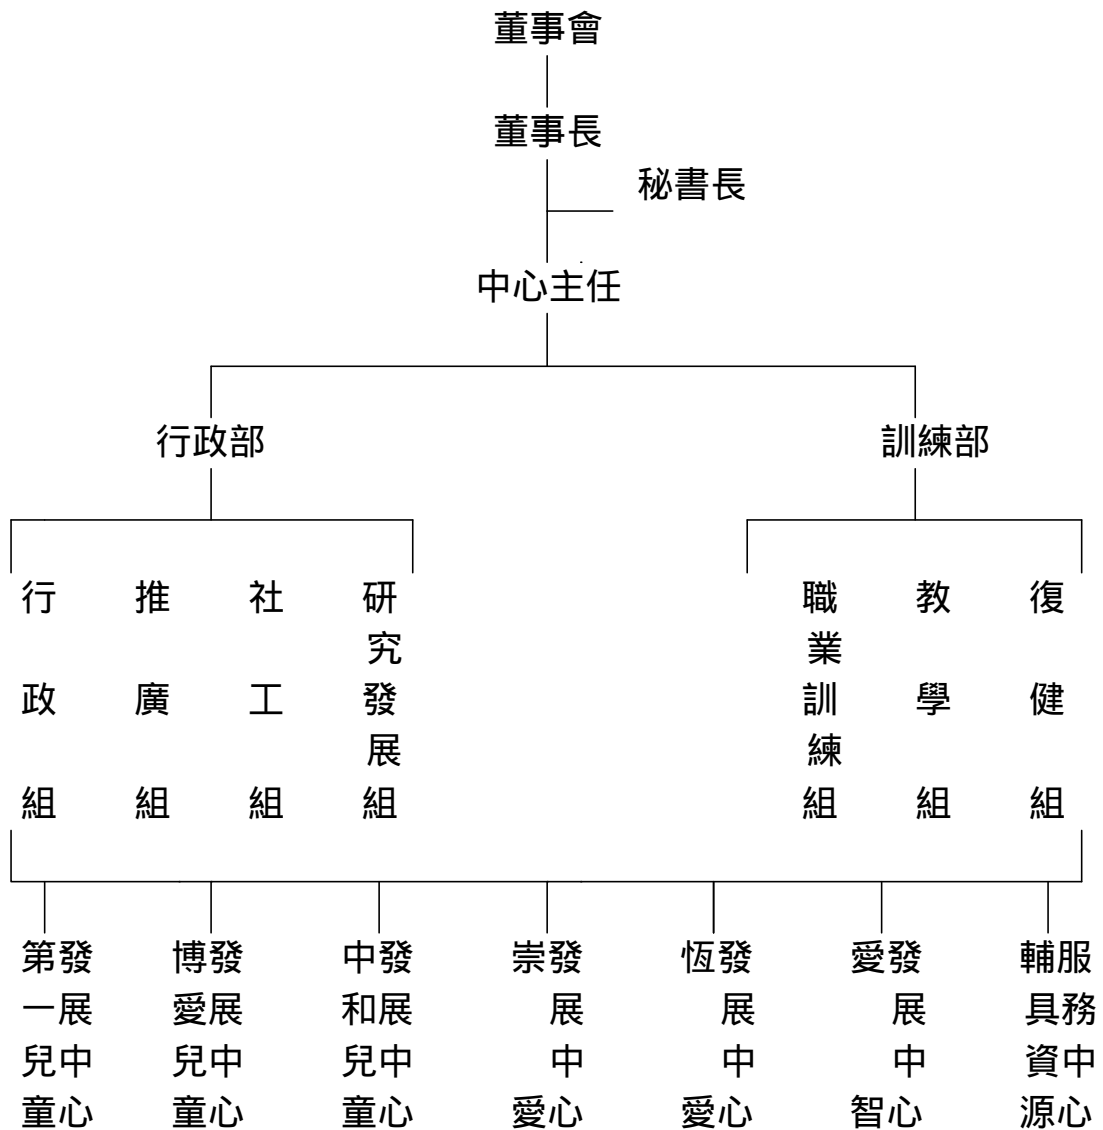 董事會
董事長
秘書長
中心主任
行政部
訓練部
行政組
推廣組
社工組
研究發展組
職業訓練組
教學組
復健組
第一兒童發展中心
博愛兒童發展中心
中和兒童發展中心
崇愛發展中心
恆愛發展中心
愛智發展中心
輔具資源服務中心